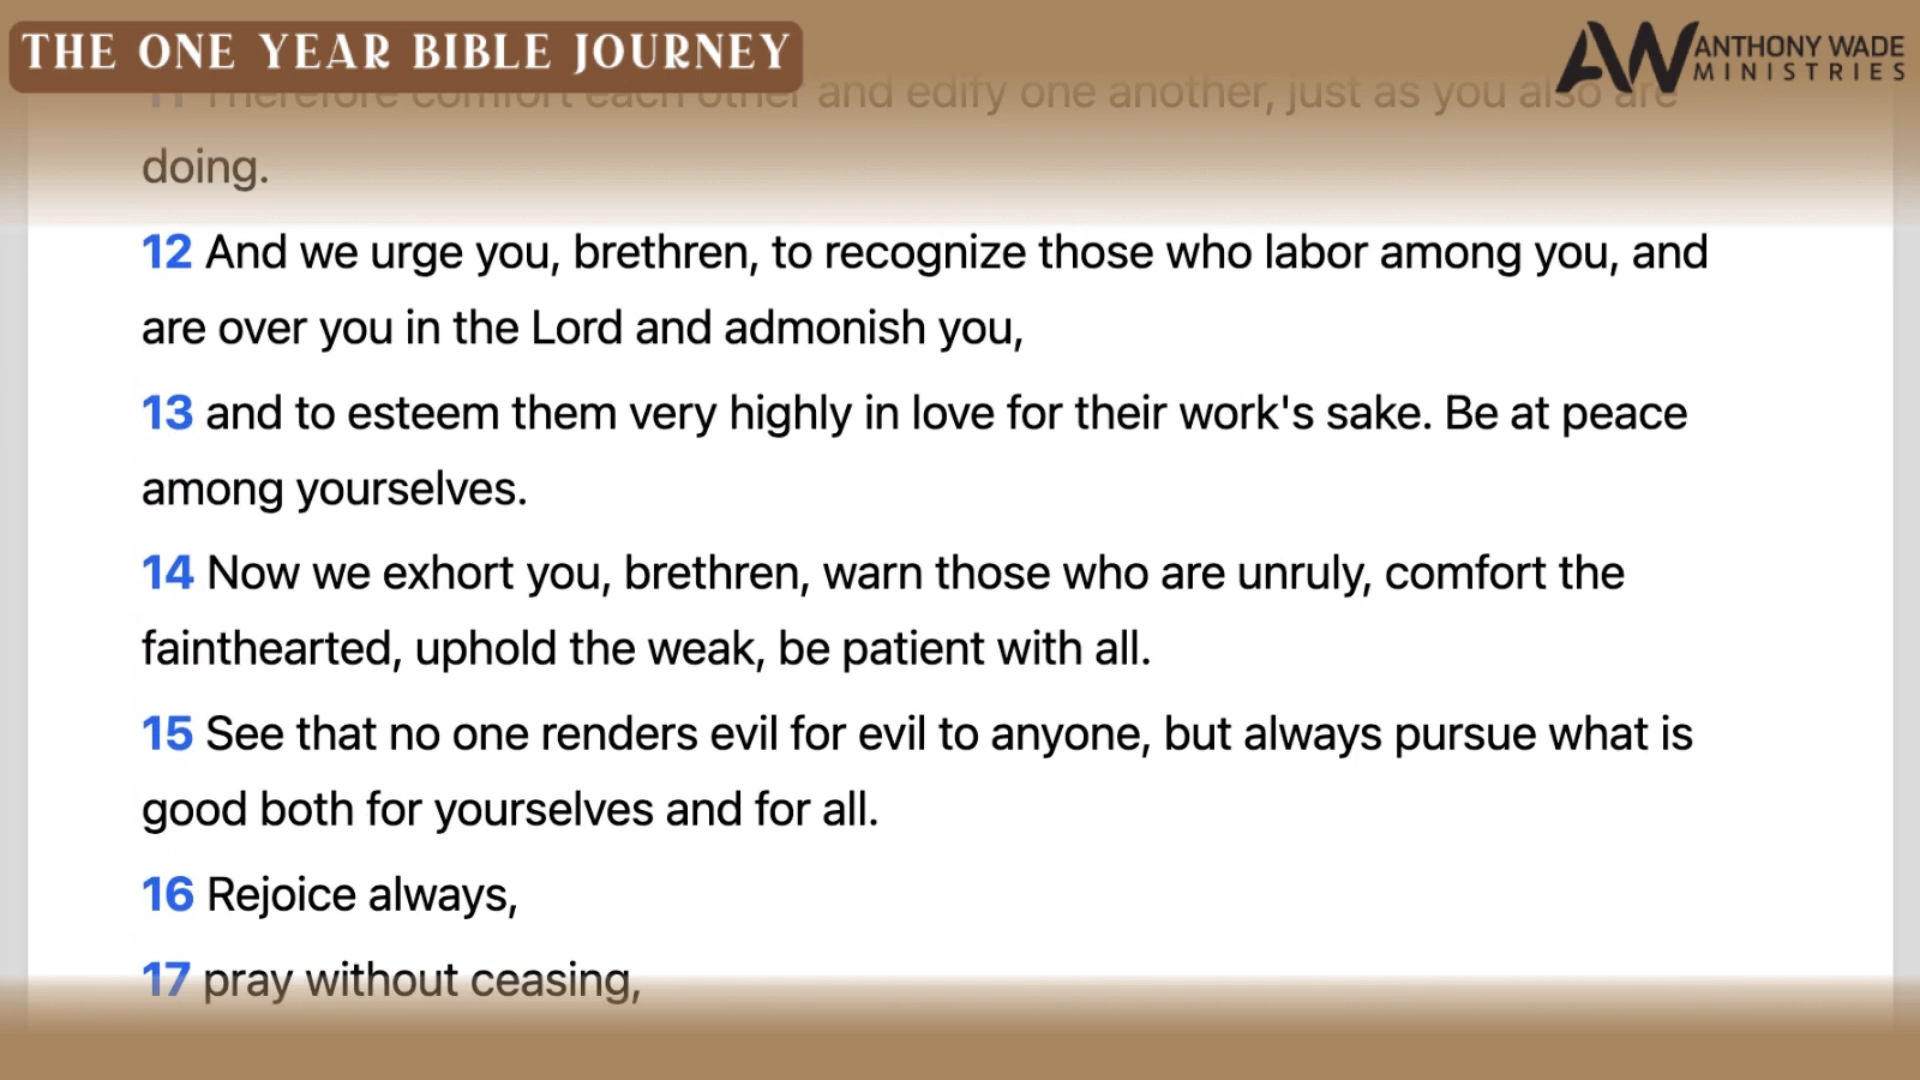 THE ONE YEAR BIBLE JOURNEY
ANTHONY WADE
MINISTRIES
11 Therefore comfort each other and edify one another, just as you also are
doing.
12 And we urge you, brethren, to recognize those who labor among you, and
are over you in the Lord and admonish you,
13 and to esteem them very highly in love for their work's sake. Be at peace
among yourselves.
14 Now we exhort you, brethren, warn those who are unruly, comfort the
fainthearted, uphold the weak, be patient with all.
15 See that no one renders evil for evil to anyone, but always pursue what is
good both for yourselves and for all.
16 Rejoice always,
17 pray without ceasing,